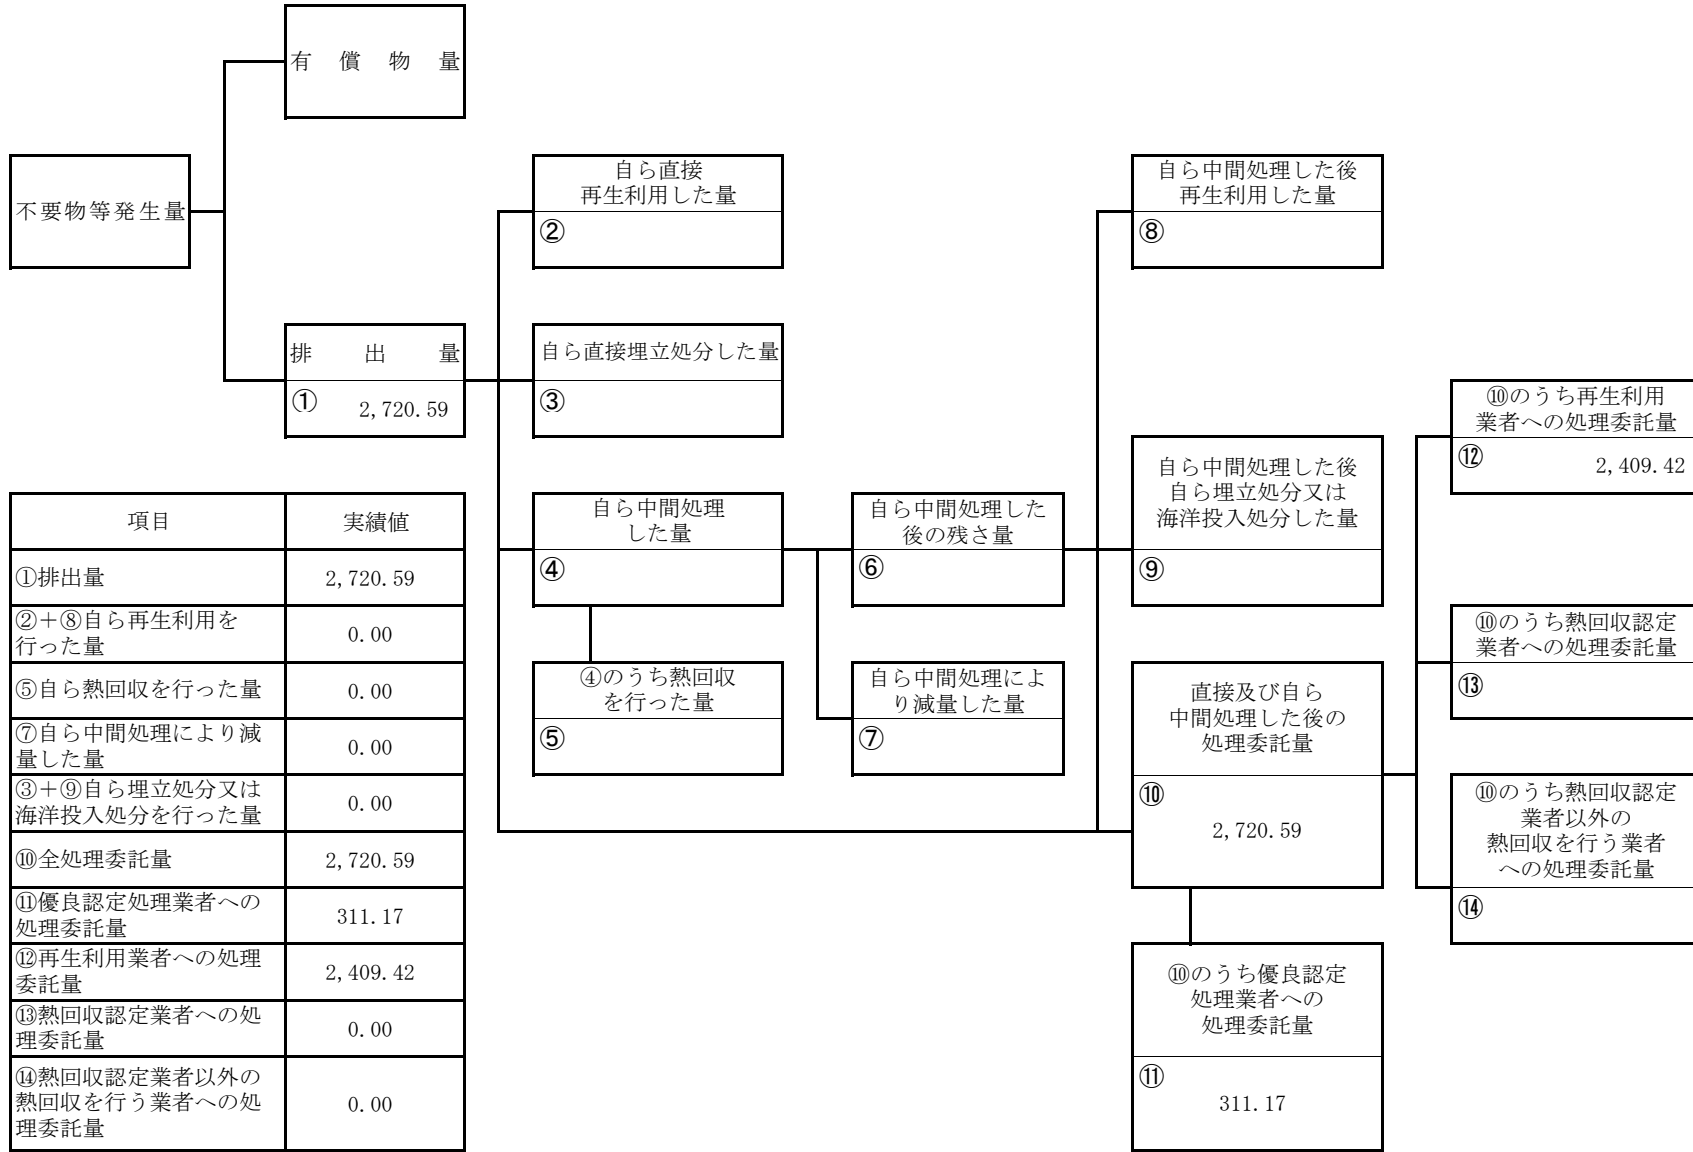 有償物量
不要物等発生量
排出量
① 2,720.59
自ら直接
再生利用した量
②
自ら直接埋立処分した量
③
自ら中間処理
した量
④
④のうち熱回収
を行った量
⑤
自ら中間処理した
後の残さ量
⑥
自ら中間処理によ
り減量した量
⑦
自ら中間処理した後
再生利用した量
⑧
自ら中間処理した後
自ら埋立処分又は
海洋投入処分した量
⑨
直接及び自ら
中間処理した後の
処理委託量
⑩
2,720.59
⑩のうち優良認定
処理業者への
処理委託量
⑪
311.17
⑩のうち再生利用
業者への処理委託量
⑫ 2,409.42
⑩のうち熱回収認定
業者への処理委託量
⑬
⑩のうち熱回収認定
業者以外の
熱回収を行う業者
への処理委託量
⑭
項目 実績値
①排出量 2,720.59
②＋⑧自ら再生利用を
行った量 0.00
⑤自ら熱回収を行った量 0.00
⑦自ら中間処理により減
量した量 0.00
③＋⑨自ら埋立処分又は
海洋投入処分を行った量 0.00
⑩全処理委託量 2,720.59
⑪優良認定処理業者への
処理委託量 311.17
⑫再生利用業者への処理
委託量 2,409.42
⑬熱回収認定業者への処
理委託量 0.00
⑭熱回収認定業者以外の
熱回収を行う業者への処
理委託量 0.00